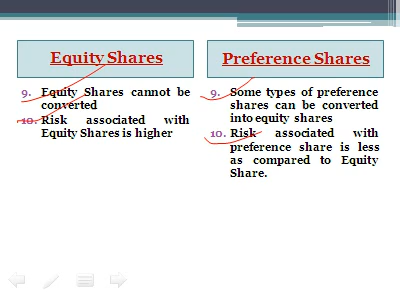 Equity Shares
9. Equity Shares cannot be
converted
10. Risk associated with
Equity Shares is higher
Preference Shares
9. Some types of preference
shares can be converted
into equity shares
10. Risk associated with
preference share is less
as compared to Equity
Share.